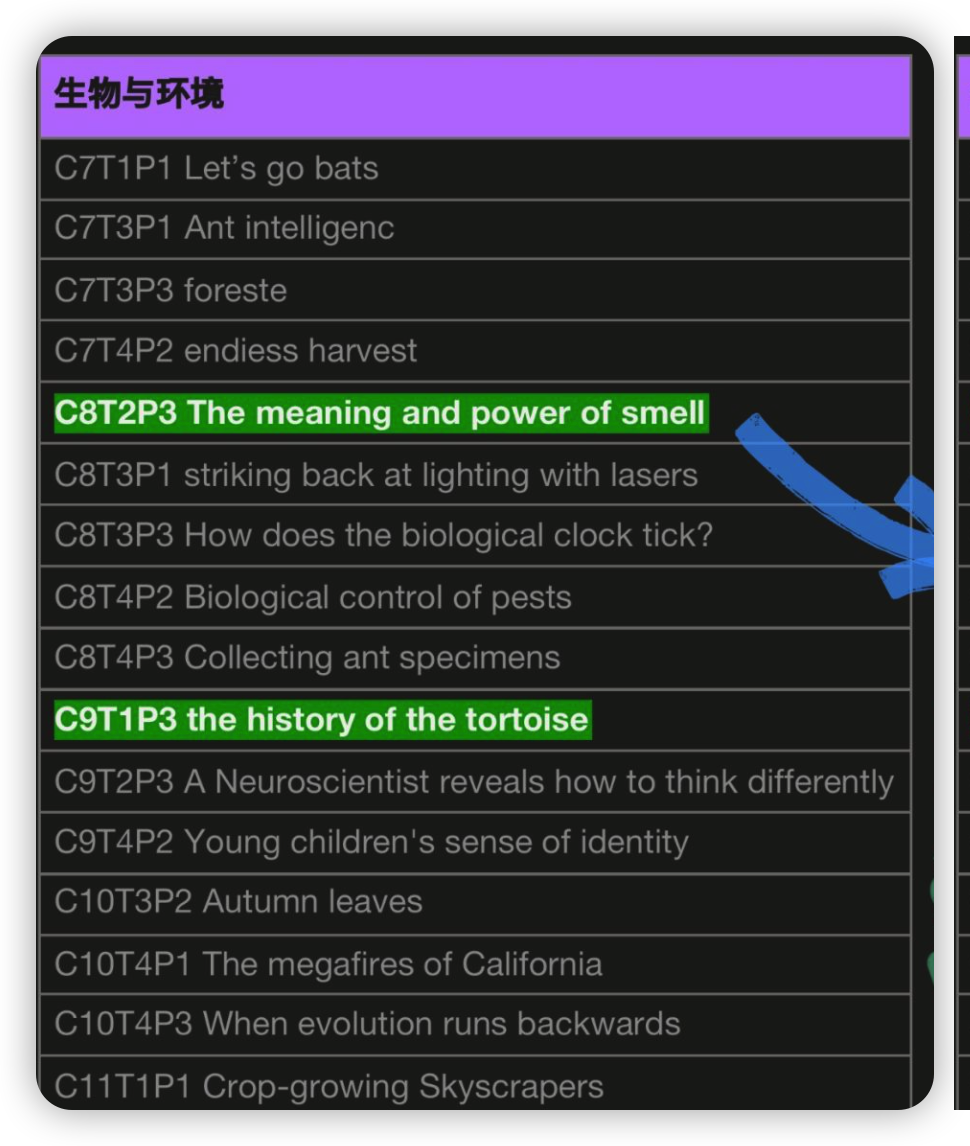 生物与环境
C7T1P1 Let’s go bats
C7T3P1 Ant intelligenc
C7T3P3 foreste
C7T4P2 endiess harvest
C8T2P3 The meaning and power of smell
C8T3P1 striking back at lighting with lasers
C8T3P3 How does the biological clock tick?
C8T4P2 Biological control of pests
C8T4P3 Collecting ant specimens
C9T1P3 the history of the tortoise
C9T2P3 A Neuroscientist reveals how to think differently
C9T4P2 Young children's sense of identity
C10T3P2 Autumn leaves
C10T4P1 The megafires of California
C10T4P3 When evolution runs backwards
C11T1P1 Crop-growing Skyscrapers